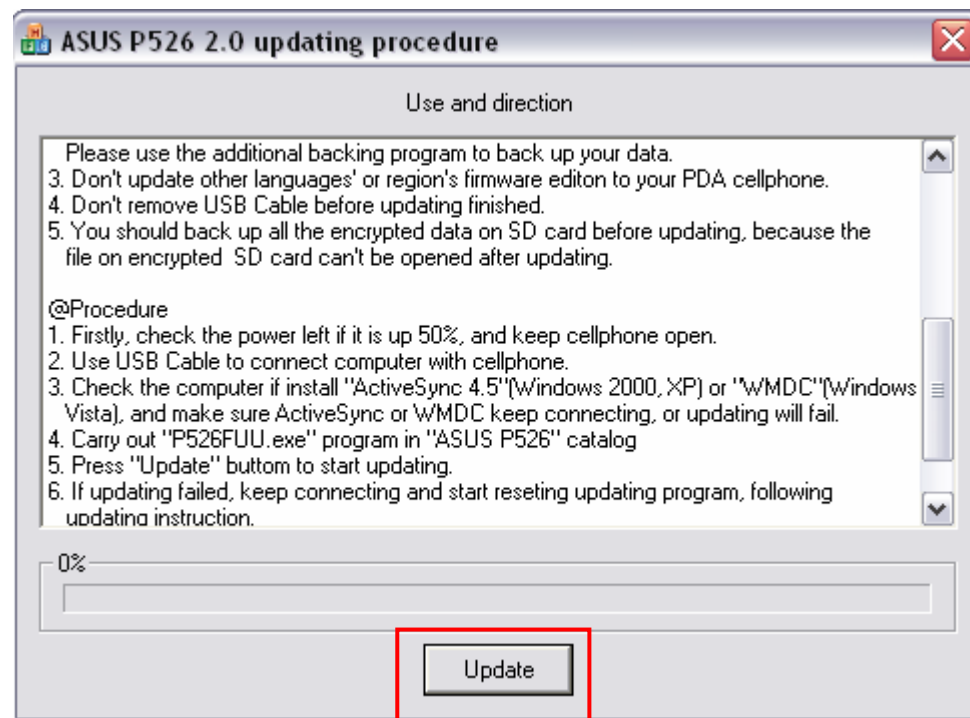 ASUS P526 2.0 updating procedure
Use and direction
Please use the additional backing program to back up your data.
3. Don't update other languages' or region's firmware editon to your PDA cellphone.
4. Don't remove USB Cable before updating finished.
5. You should back up all the encrypted data on SD card before updating, because the
file on encrypted SD card can't be opened after updating.
@Procedure
1. Firstly, check the power left if it is up 50%, and keep cellphone open.
2. Use USB Cable to connect computer with cellphone.
3. Check the computer if install "ActiveSync 4.5"(Windows 2000, XP) or "WMDC"(Windows
Vista), and make sure ActiveSync or WMDC keep connecting, or updating will fail.
4. Carry out "P526FUU.exe" program in "ASUS P526" catalog
5. Press "Update" buttom to start updating.
6. If updating failed, keep connecting and start reseting updating program, following
updating instruction.
0%
Update